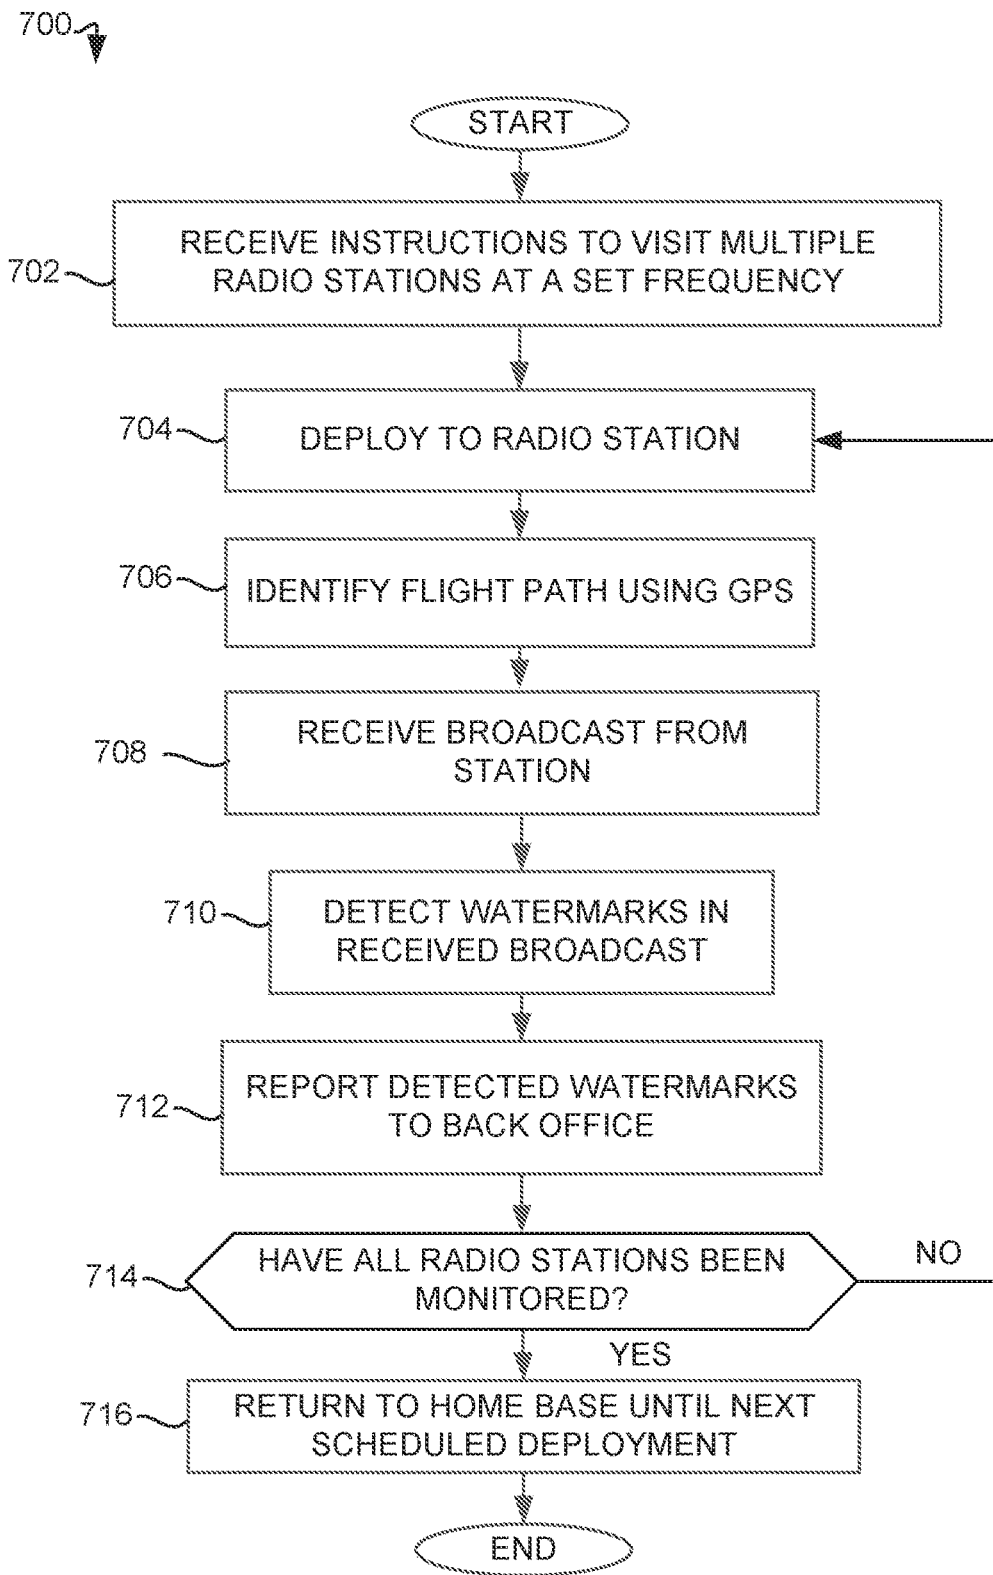 700
START
702
RECEIVE INSTRUCTIONS TO VISIT MULTIPLE
RADIO STATIONS AT A SET FREQUENCY
704
DEPLOY TO RADIO STATION
706
IDENTIFY FLIGHT PATH USING GPS
708
RECEIVE BROADCAST FROM
STATION
710
DETECT WATERMARKS IN
RECEIVED BROADCAST
712
REPORT DETECTED WATERMARKS
TO BACK OFFICE
714
HAVE ALL RADIO STATIONS BEEN
MONITORED?
NO
YES
716
RETURN TO HOME BASE UNTIL NEXT
SCHEDULED DEPLOYMENT
END